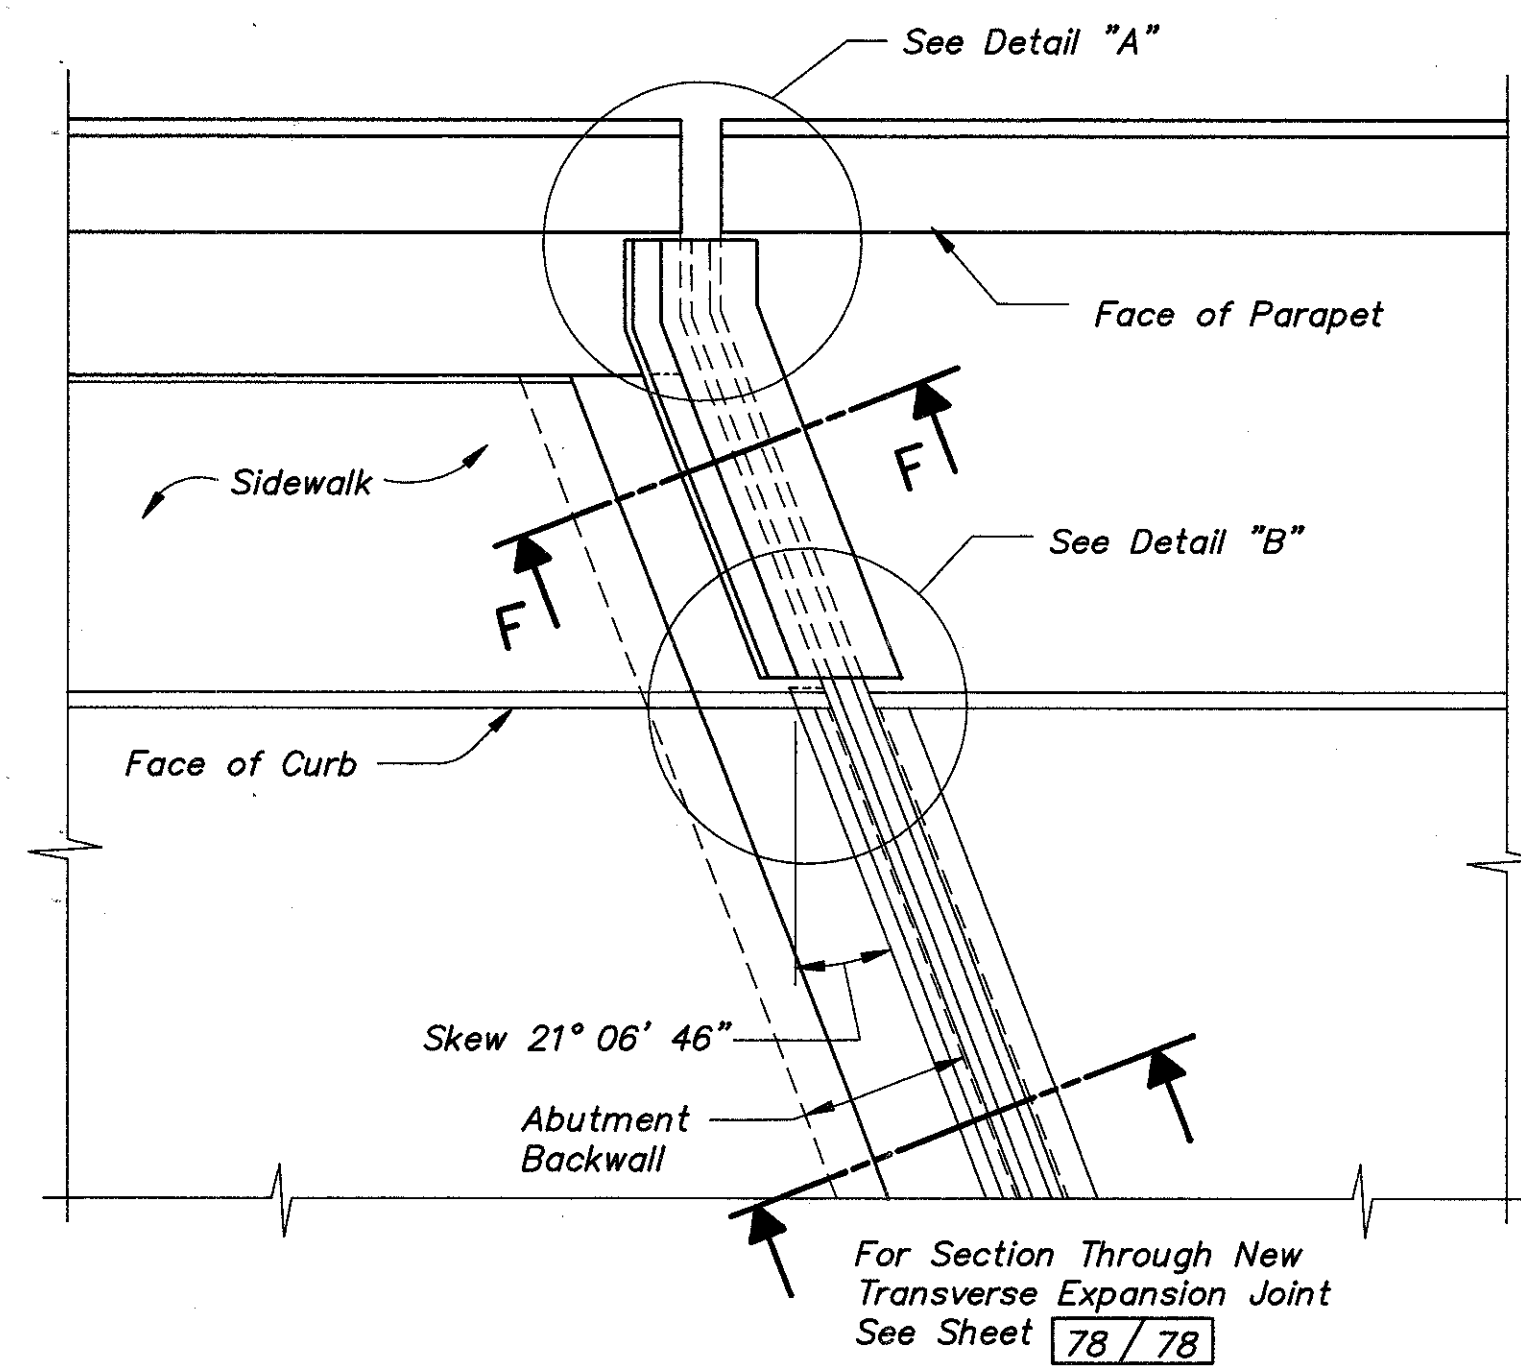 See Detail "A"
Face of Parapet
Sidewalk
F
F
See Detail "B"
Face of Curb
Skew 21° 06' 46"
Abutment
Backwall
For Section Through New
Transverse Expansion Joint
See Sheet 78 / 78